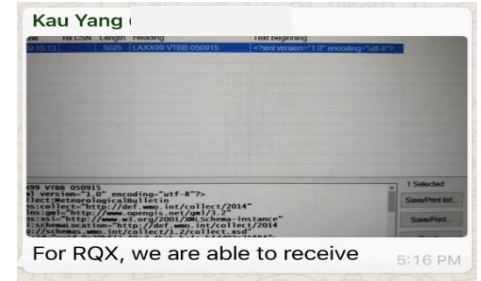 Kau Yang (
Length Heading Text beginning
5025 LAXX99 VTBB 050915 <?xml version="1.0" encoding="utf-8"?...
99 VTBB 050915
l version="1.0" encoding="utf-8"?>
llect:MeteorologicalBulletin
ns:collect="http://def.wmo.int/collect/2014"
lns:gml="http://www.opengis.net/gml/3.2"
ns:xsi="http://www.w3.org/2001/XMLSchema-instance"
i:schemaLocation="http://def.wmo.int/collect/2014
://schemas.wmo.int/collect/1.2/collect.xsd"
1 Selected
Save/Print list...
Save/Print...
For RQX, we are able to receive
5:16 PM